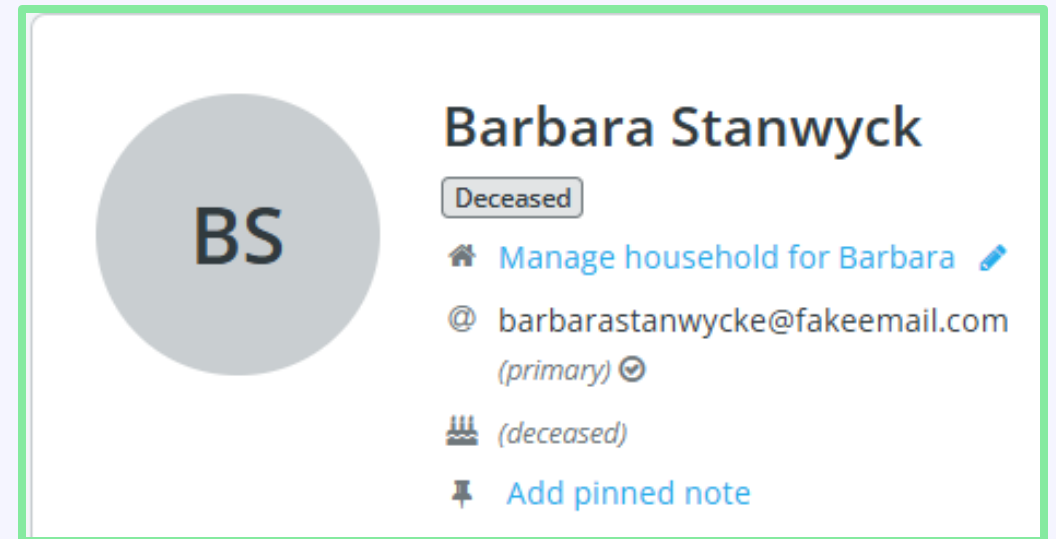 BS
Barbara Stanwyck
Deceased
Manage household for Barbara
@ barbarastanwycke@fakeemail.com
(primary)
(deceased)
Add pinned note